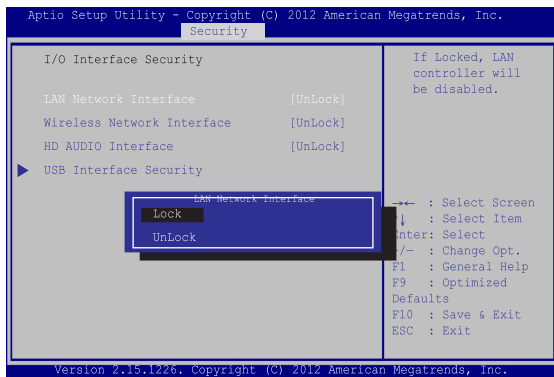 Aptio Setup Utility - Copyright (C) 2012 American Megatrends, Inc.
Security
I/O Interface Security
LAN Network Interface [UnLock]
Wireless Network Interface [UnLock]
HD AUDIO Interface [UnLock]
USB Interface Security
If Locked, LAN
controller will
be disabled.
LAN Network Interface
Lock
UnLock
→← : Select Screen
↓ : Select Item
nter: Select
/— : Change Opt.
F1 : General Help
F9 : Optimized
Defaults
F10 : Save & Exit
ESC : Exit
Version 2.15.1226. Copyright (C) 2012 American Megatrends, Inc.